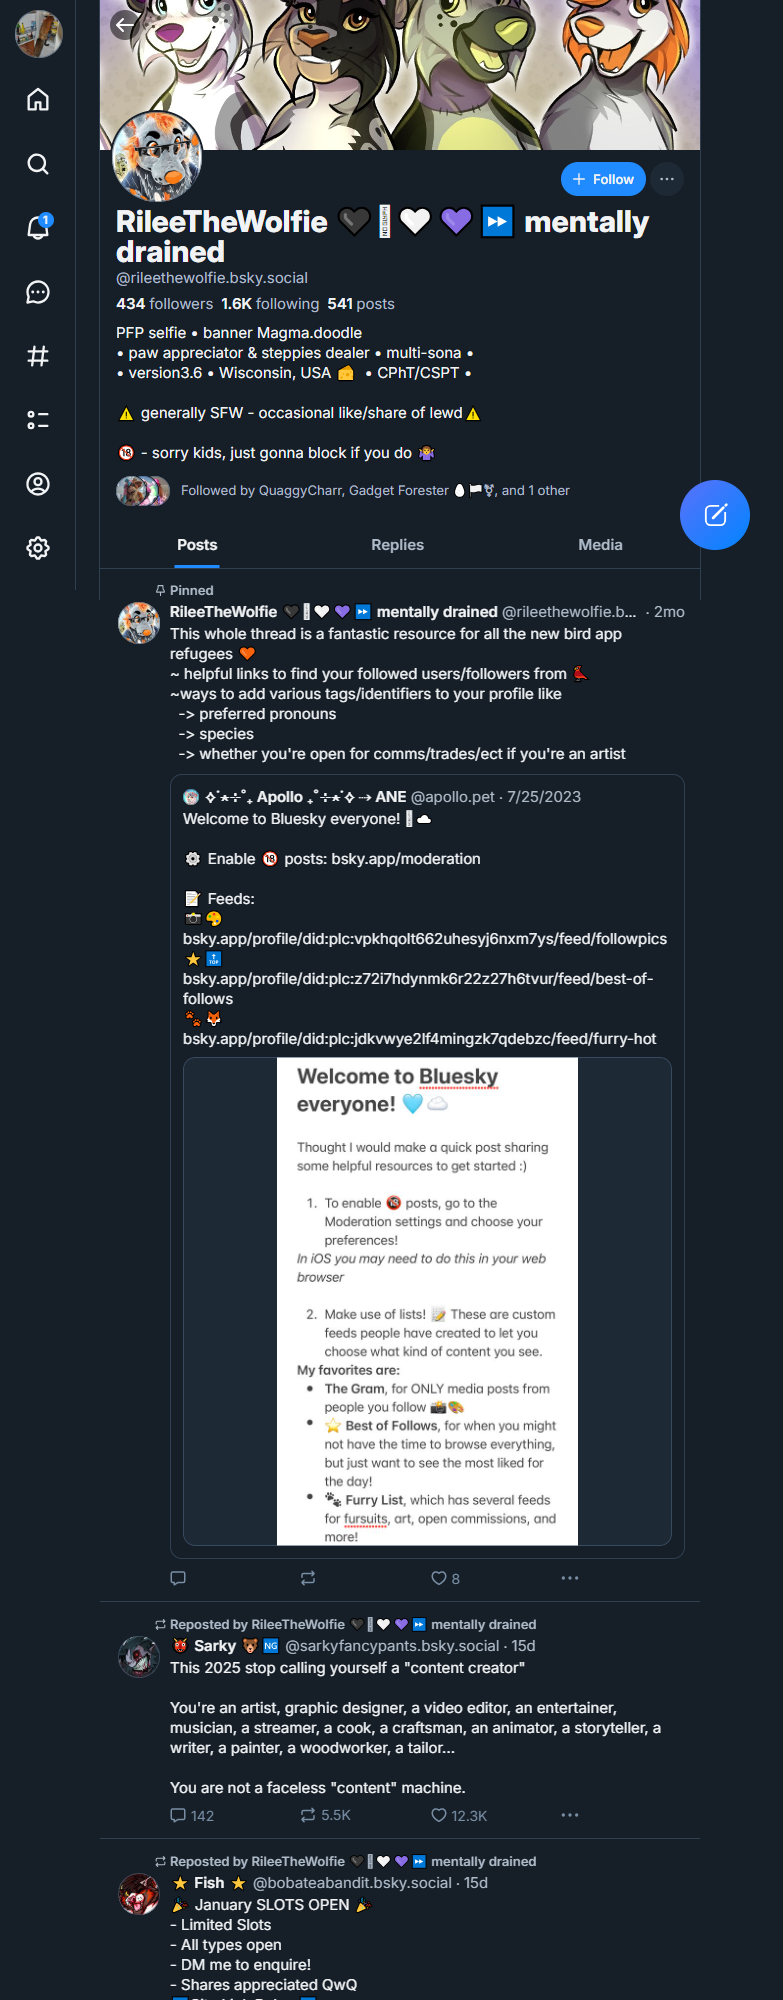 1
+ Follow
RileeTheWolfie 🖤🦯🤍💜⏩ mentally
drained
@rileethewolfie.bsky.social
434 followers 1.6K following 541 posts
PFP selfie • banner Magma.doodle
• paw appreciator & steppies dealer • multi-sona •
• version3.6 • Wisconsin, USA 🧀 • CPhT/CSPT •
⚠️ generally SFW - occasional like/share of lewd⚠️
🔞 - sorry kids, just gonna block if you do 🤷🏽‍♀️
Followed by QuaggyCharr, Gadget Forester 🥚🏳️⚧, and 1 other
Posts Replies Media
Pinned
RileeTheWolfie 🖤🤍💜⏩ mentally drained @rileethewolfie.b... · 2mo
This whole thread is a fantastic resource for all the new bird app
refugees 🧡
~ helpful links to find your followed users/followers from 🐦
~ways to add various tags/identifiers to your profile like
-> preferred pronouns
-> species
-> whether you're open for comms/trades/ect if you're an artist
Apollo ⇢ ANE @apollo.pet · 7/25/2023
Welcome to Bluesky everyone! ☁️
⚙️ Enable 🔞 posts: bsky.app/moderation
📝 Feeds:
📸🎨
bsky.app/profile/did:plc:vpkhqolt662uhesyj6nxm7ys/feed/followpics
⭐🔝
bsky.app/profile/did:plc:z72i7hdynmk6r22z27h6tvur/feed/best-of-
follows
🐾🦊
bsky.app/profile/did:plc:jdkvwye2lf4mingzk7qdebzc/feed/furry-hot
Welcome to Bluesky
everyone! 🩵☁️
Thought I would make a quick post sharing
some helpful resources to get started :)
1. To enable 🔞 posts, go to the
Moderation settings and choose your
preferences!
In iOS you may need to do this in your web
browser
2. Make use of lists! 📝 These are custom
feeds people have created to let you
choose what kind of content you see.
My favorites are:
• The Gram, for ONLY media posts from
people you follow 📸🎨
• ⭐ Best of Follows, for when you might
not have the time to browse everything,
but just want to see the most liked for
the day!
• 🐾 Furry List, which has several feeds
for fursuits, art, open commissions, and
more!
8
Reposted by RileeTheWolfie 🖤🤍💜⏩ mentally drained
👹 Sarky 🐻🆖 @sarkyfancypants.bsky.social · 15d
This 2025 stop calling yourself a "content creator"
You're an artist, graphic designer, a video editor, an entertainer,
musician, a streamer, a cook, a craftsman, an animator, a storyteller, a
writer, a painter, a woodworker, a tailor...
You are not a faceless "content" machine.
142 5.5K 12.3K
Reposted by RileeTheWolfie 🖤🤍💜⏩ mentally drained
⭐ Fish ⭐ @bobateabandit.bsky.social · 15d
🎉 January SLOTS OPEN 🎉
- Limited Slots
- All types open
- DM me to enquire!
- Shares appreciated QwQ